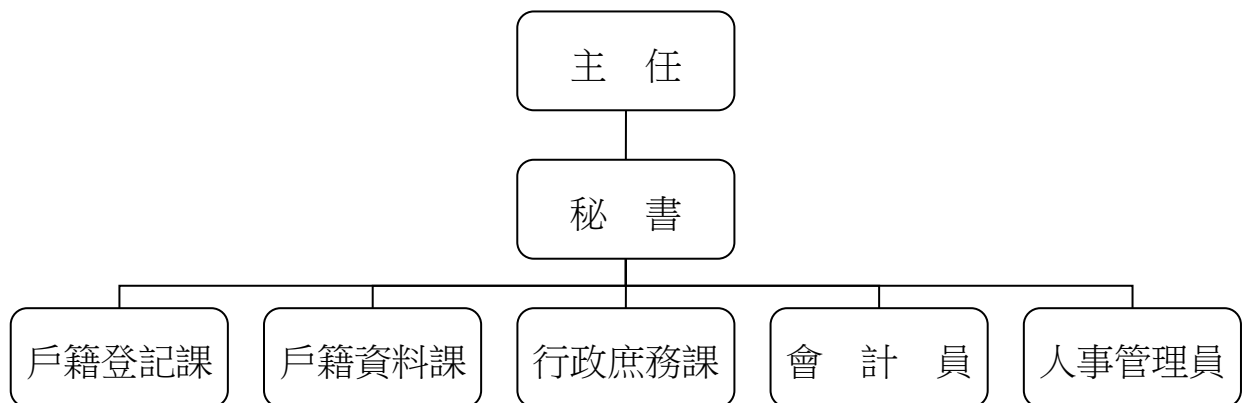 主　任
秘　書
戶籍登記課
戶籍資料課
行政庶務課
會　計　員
人事管理員